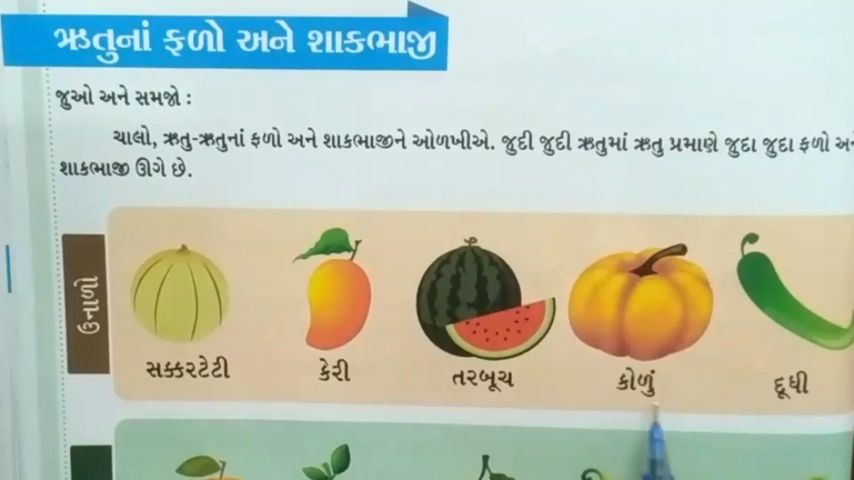 ઋતુનાં ફળો અને શાકભાજી
જુઓ અને સમજો :
ચાલો, ઋતુ-ઋતુનાં ફળો અને શાકભાજીને ઓળખીએ. જુદી જુદી ઋતુમાં ઋતુ પ્રમાણે જુદા જુદા ફળો
શાકભાજી ઊગે છે.
ઉનાળો
સક્કરટેટી કેરી તરબૂચ કોળું દૂધી